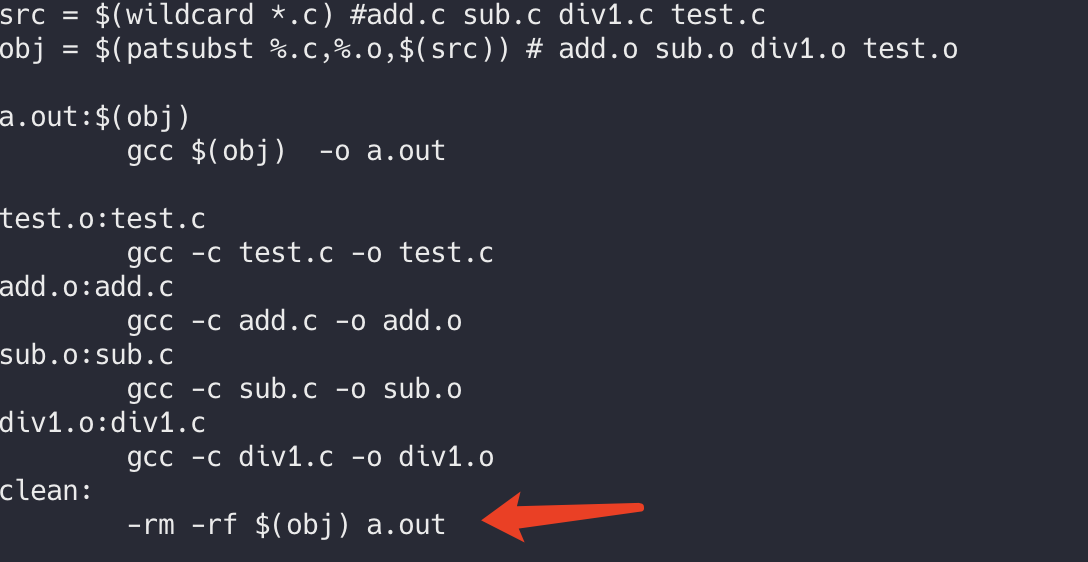 src = $(wildcard *.c) #add.c sub.c div1.c test.c
obj = $(patsubst %.c,%.o,$(src)) # add.o sub.o div1.o test.o
a.out:$(obj)
gcc $(obj)  -o a.out
test.o:test.c
gcc -c test.c -o test.c
add.o:add.c
gcc -c add.c -o add.o
sub.o:sub.c
gcc -c sub.c -o sub.o
div1.o:div1.c
gcc -c div1.c -o div1.o
clean:
-rm -rf $(obj) a.out